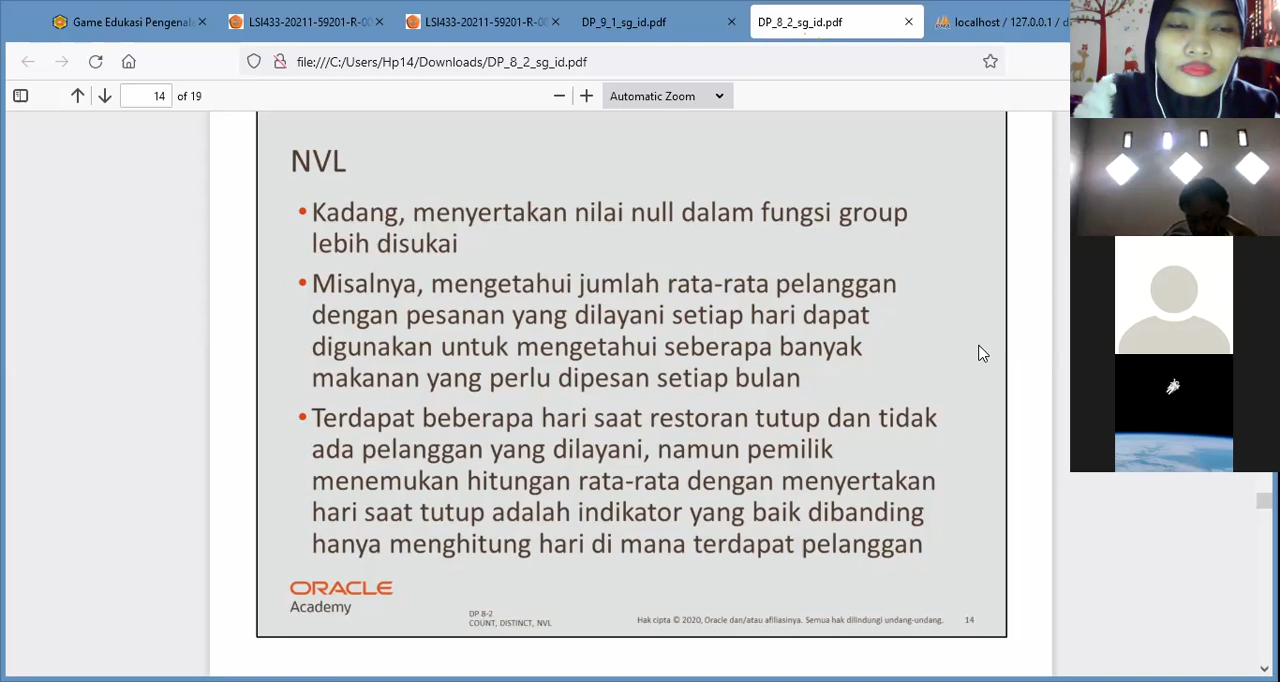 Game Edukasi Pengenal
LSI433-20211-59201-R-00
LSI433-20211-59201-R-00
DP_9_1_sg_id.pdf
DP_8_2_sg_id.pdf
localhost / 127.0.0.1 / d
file:///C:/Users/Hp14/Downloads/DP_8_2_sg_id.pdf
14 of 19
Automatic Zoom
NVL
•Kadang, menyertakan nilai null dalam fungsi group
lebih disukai
•Misalnya, mengetahui jumlah rata-rata pelanggan
dengan pesanan yang dilayani setiap hari dapat
digunakan untuk mengetahui seberapa banyak
makanan yang perlu dipesan setiap bulan
•Terdapat beberapa hari saat restoran tutup dan tidak
ada pelanggan yang dilayani, namun pemilik
menemukan hitungan rata-rata dengan menyertakan
hari saat tutup adalah indikator yang baik dibanding
hanya menghitung hari di mana terdapat pelanggan
ORACLE
Academy
DP 8-2
COUNT, DISTINCT, NVL
Hak cipta © 2020, Oracle dan/atau afiliasinya. Semua hak dilindungi undang-undang.
14